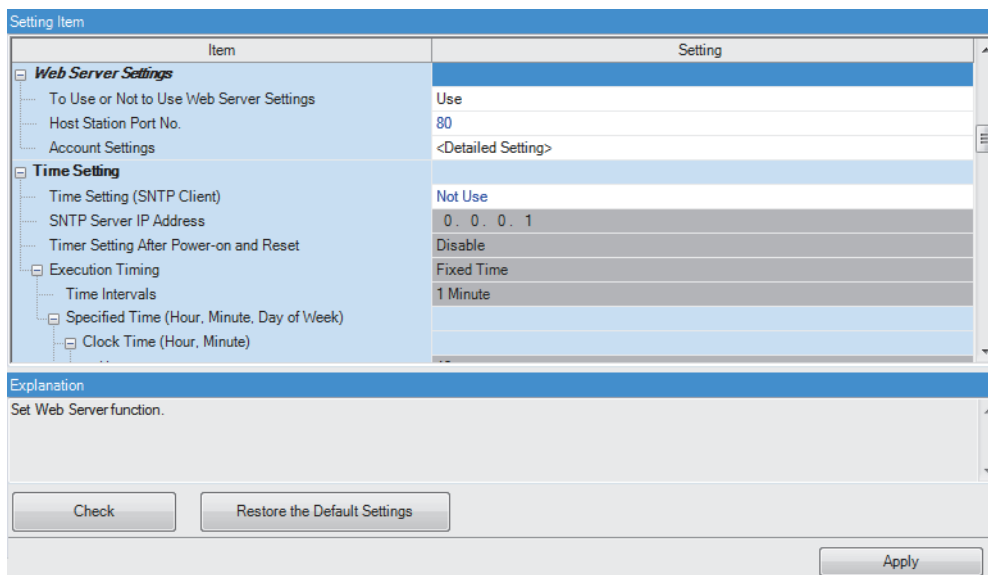 Setting Item
Item Setting
Web Server Settings
To Use or Not to Use Web Server Settings Use
Host Station Port No. 80
Account Settings <Detailed Setting>
Time Setting
Time Setting (SNTP Client) Not Use
SNTP Server IP Address 0. 0. 0. 1
Timer Setting After Power-on and Reset Disable
Execution Timing Fixed Time
Time Intervals 1 Minute
Specified Time (Hour, Minute, Day of Week)
Clock Time (Hour, Minute)
Explanation
Set Web Server function.
Check Restore the Default Settings
Apply